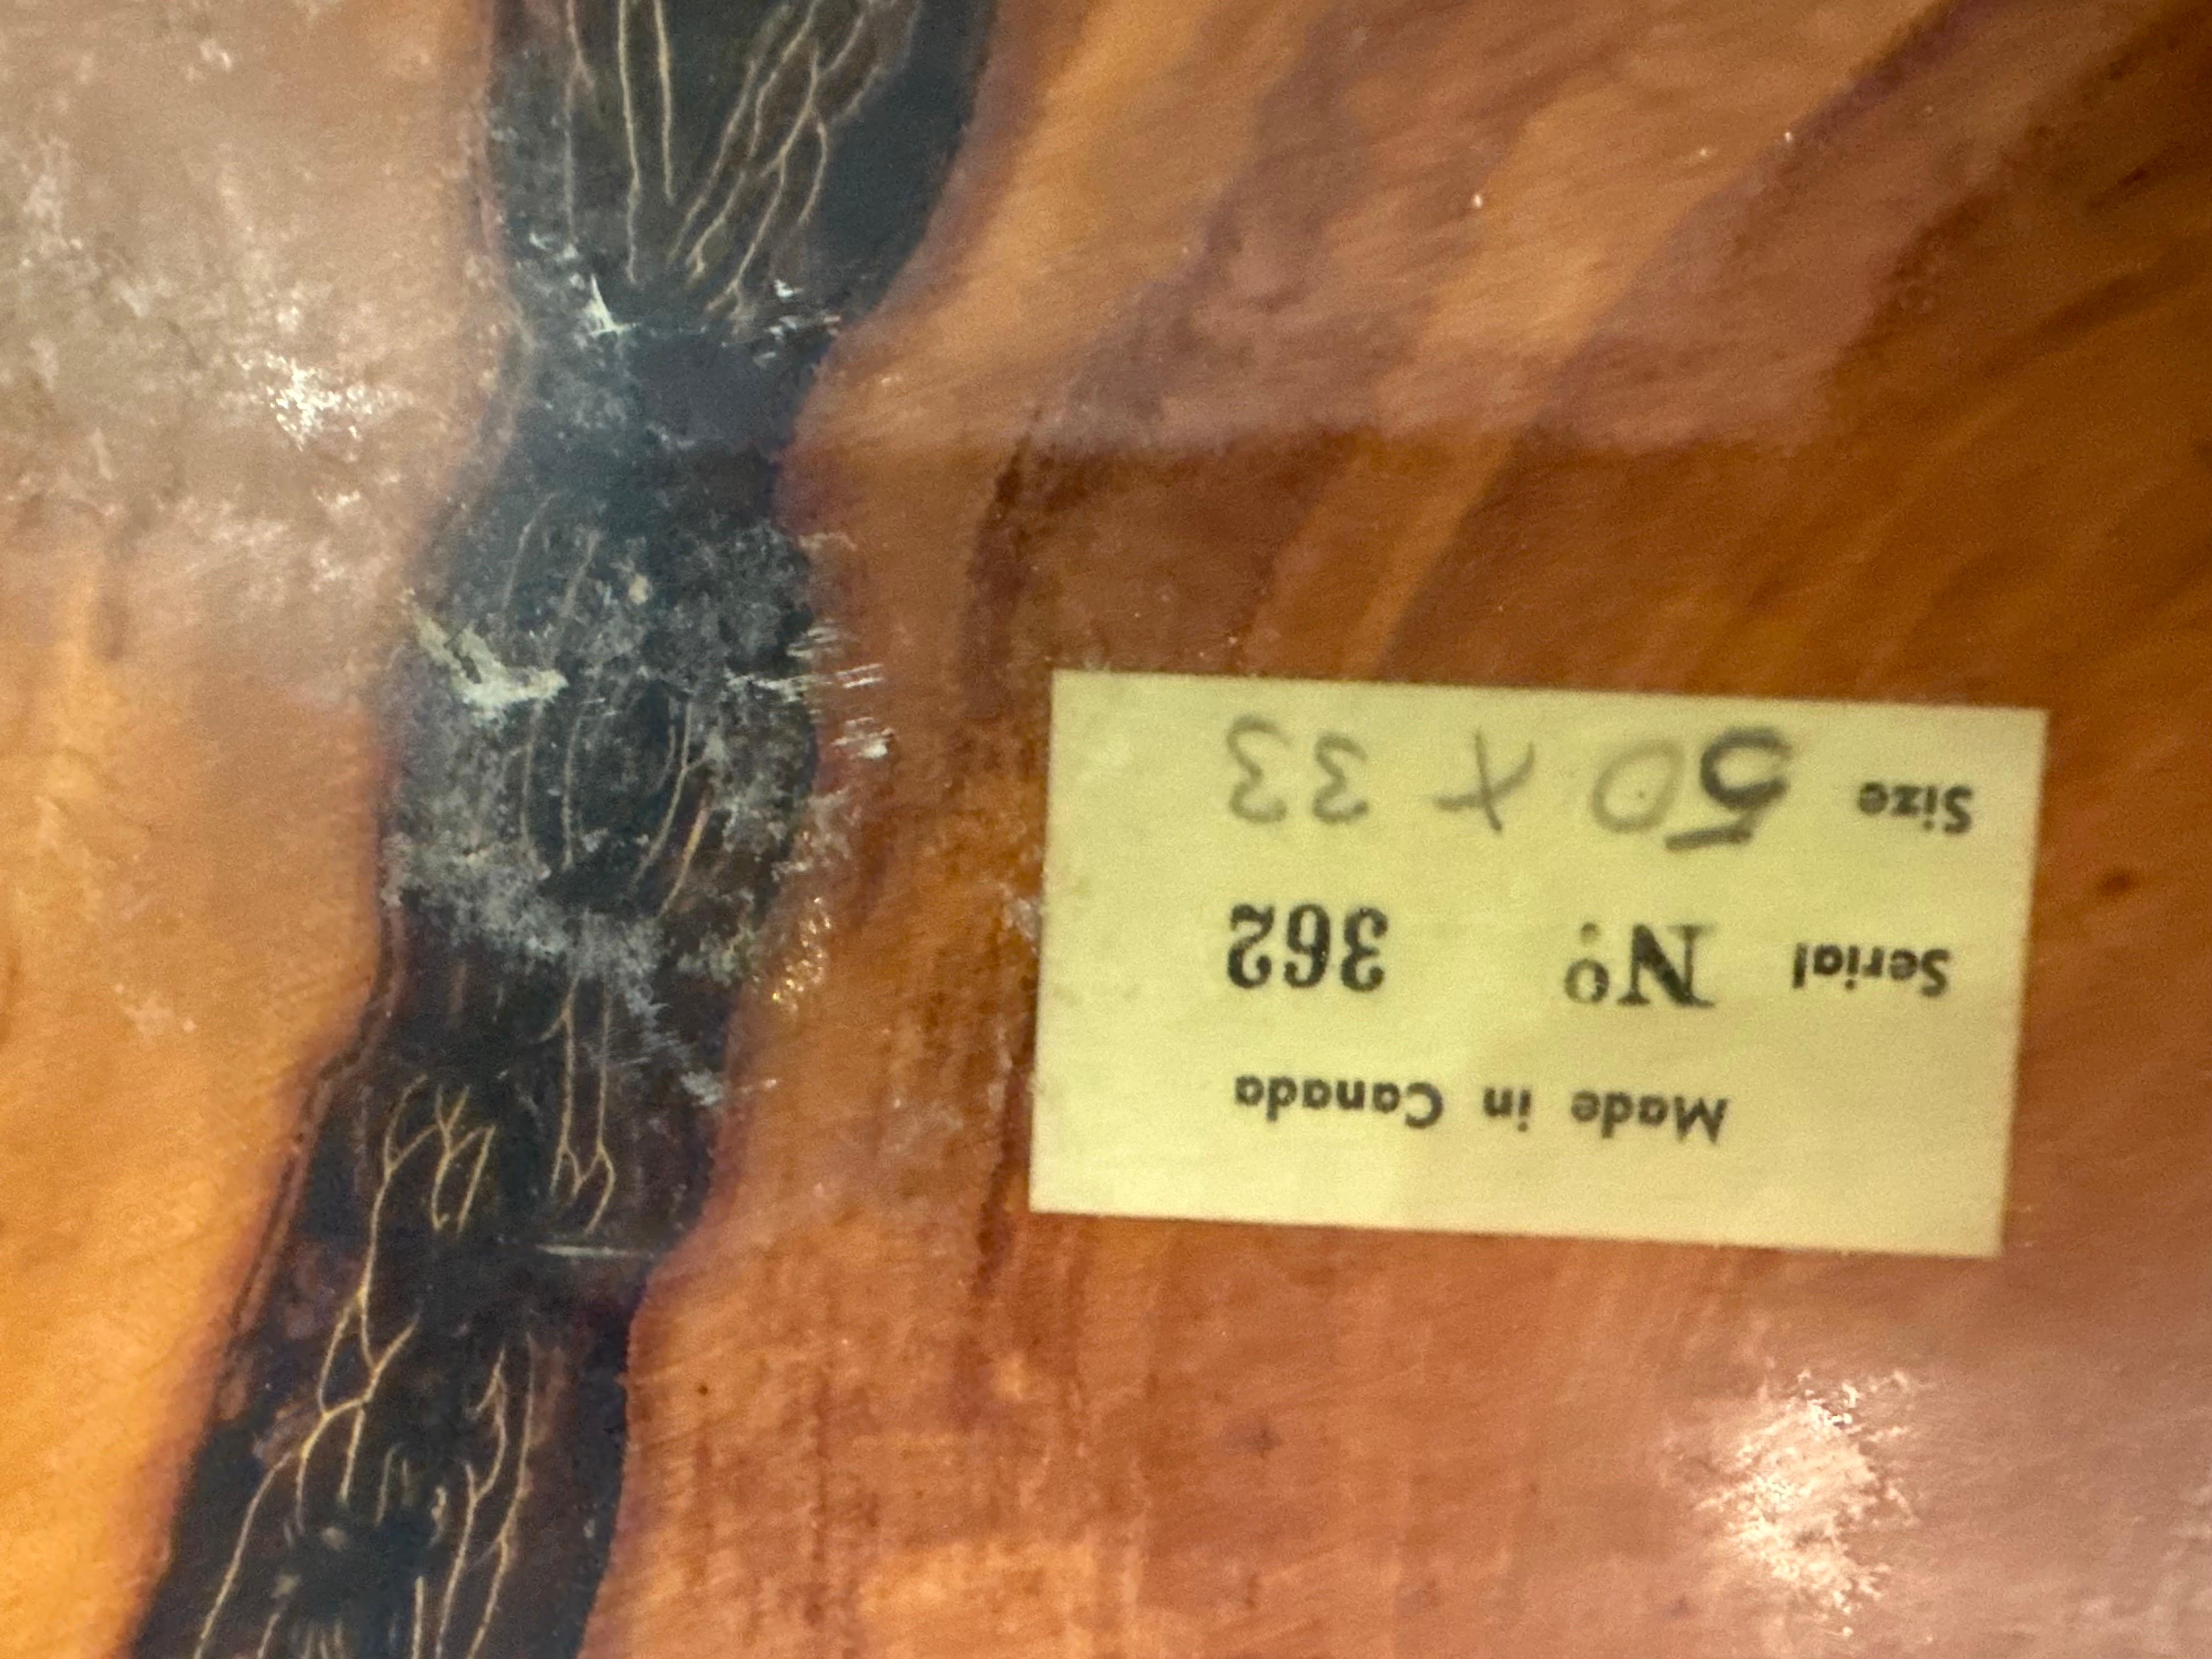 Made in Canada
Serial No. 362
Size 50 x 33